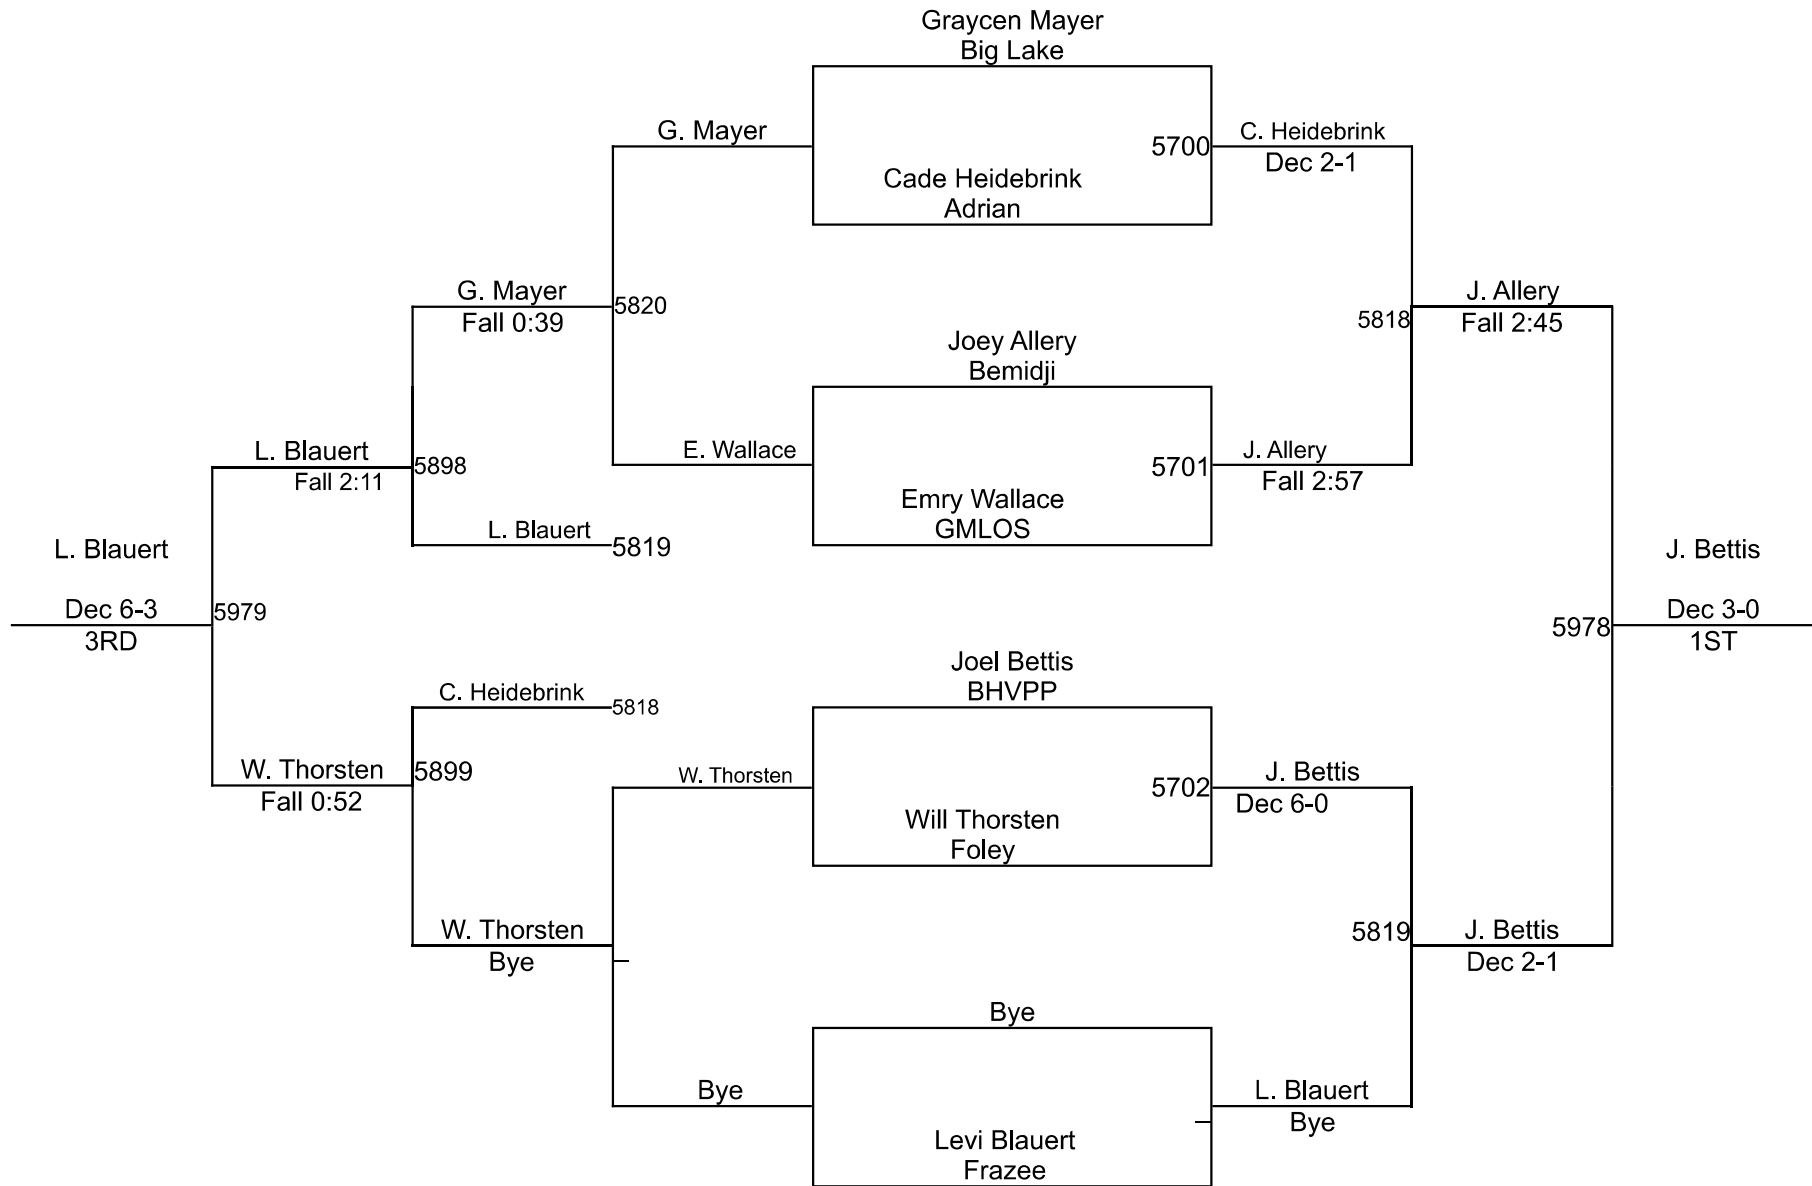 Graycen Mayer
Big Lake
G. Mayer
5700
C. Heidebrink
Dec 2-1
Cade Heidebrink
Adrian
G. Mayer
Fall 0:39
5820
5818
J. Allery
Fall 2:45
Joey Allery
Bemidji
L. Blauert
Fall 2:11
5898
E. Wallace
5701
J. Allery
Fall 2:57
Emry Wallace
GMLOS
L. Blauert
5819
L. Blauert
Dec 6-3
3RD
5979
J. Bettis
Dec 3-0
1ST
5978
Joel Bettis
BHVPP
C. Heidebrink
5818
W. Thorsten
Fall 0:52
5899
W. Thorsten
5702
J. Bettis
Dec 6-0
Will Thorsten
Foley
W. Thorsten
Bye
5819
J. Bettis
Dec 2-1
Bye
Bye
L. Blauert
Bye
Levi Blauert
Frazee